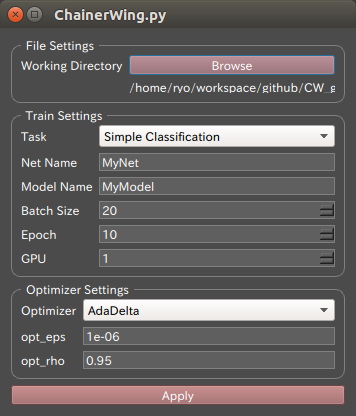 ChainerWing.py
File Settings
Working Directory Browse
/home/ryo/workspace/github/CW_g
Train Settings
Task Simple Classification
Net Name MyNet
Model Name MyModel
Batch Size 20
Epoch 10
GPU 1
Optimizer Settings
Optimizer AdaDelta
opt_eps 1e-06
opt_rho 0.95
Apply